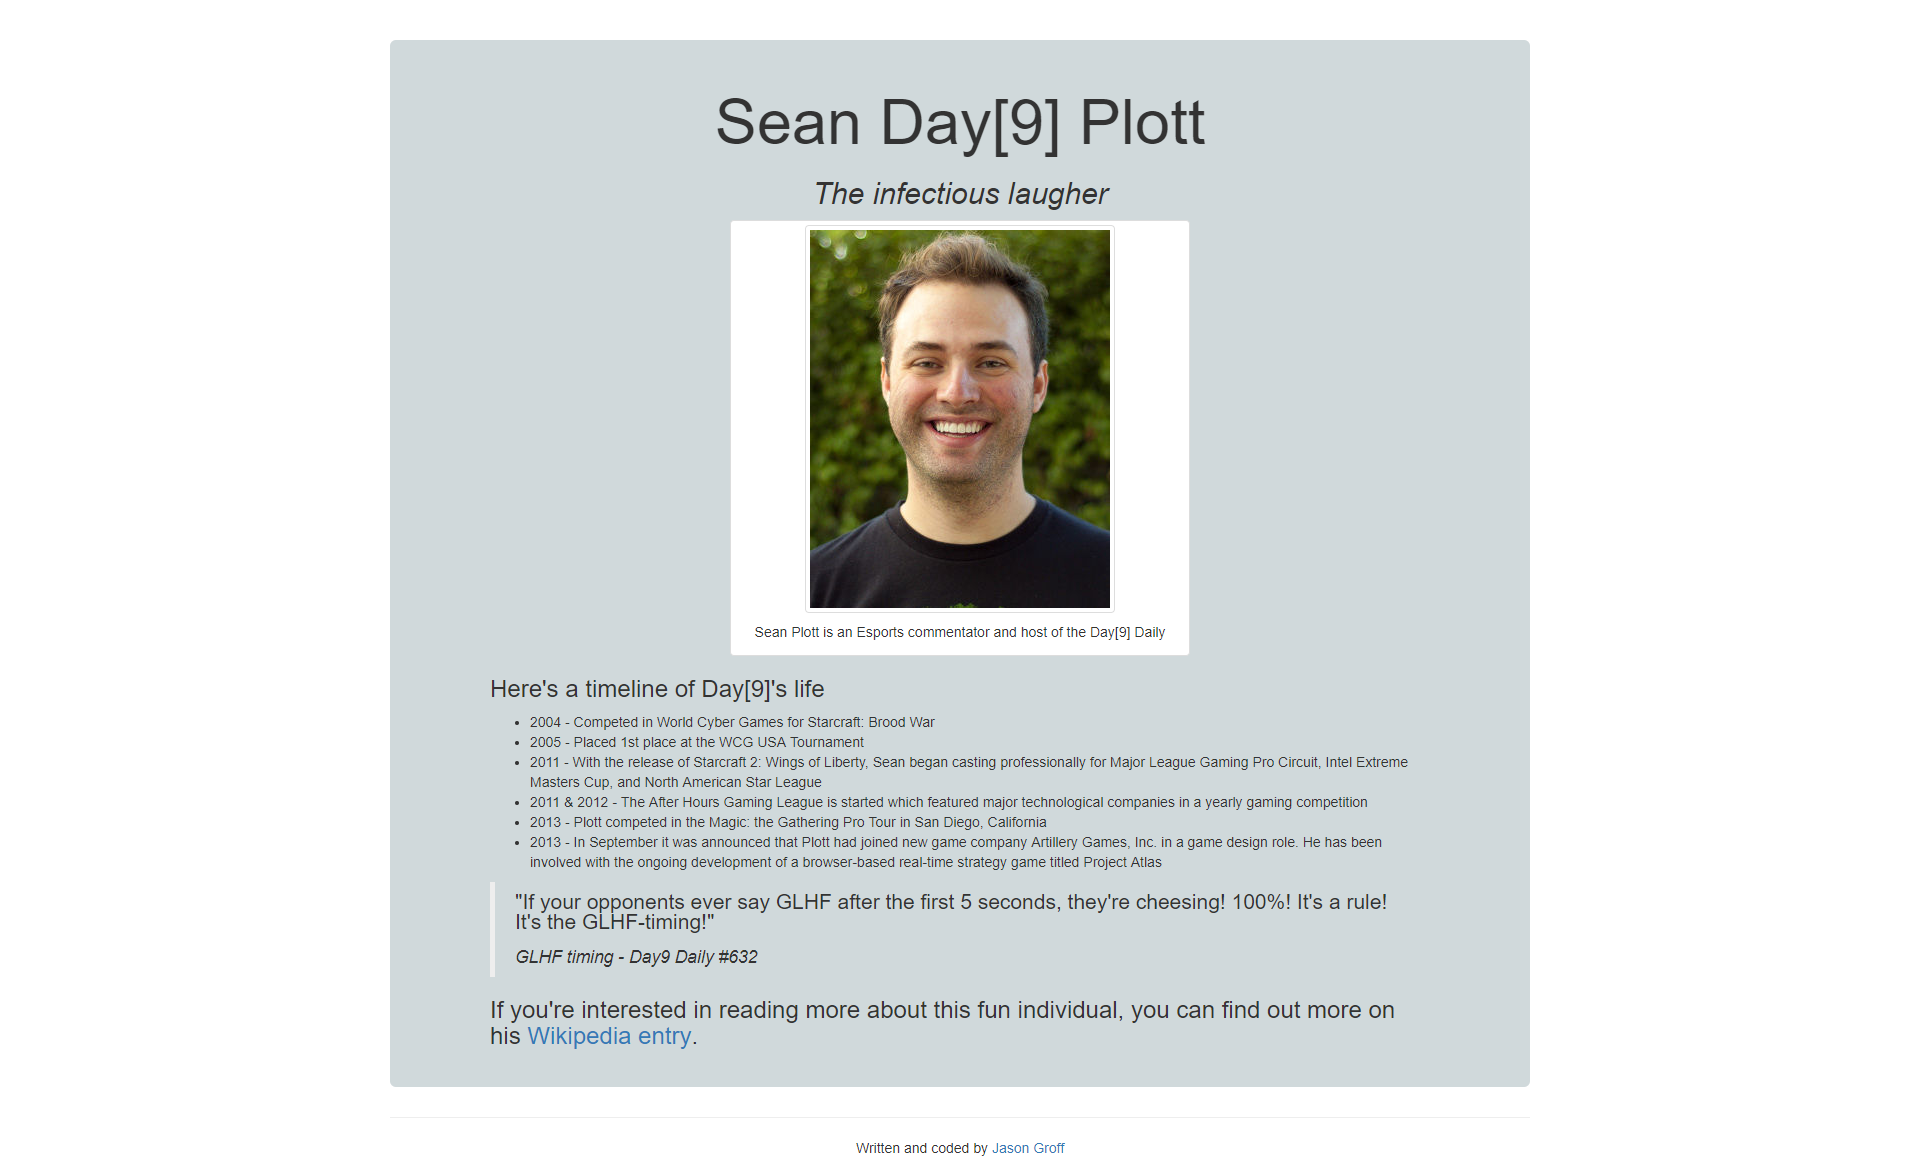 Sean Day[9] Plott
The infectious laugher
Sean Plott is an Esports commentator and host of the Day[9] Daily
Here's a timeline of Day[9]'s life
2004 - Competed in World Cyber Games for Starcraft: Brood War
2005 - Placed 1st place at the WCG USA Tournament
2011 - With the release of Starcraft 2: Wings of Liberty, Sean began casting professionally for Major League Gaming Pro Circuit, Intel Extreme
Masters Cup, and North American Star League
2011 & 2012 - The After Hours Gaming League is started which featured major technological companies in a yearly gaming competition
2013 - Plott competed in the Magic: the Gathering Pro Tour in San Diego, California
2013 - In September it was announced that Plott had joined new game company Artillery Games, Inc. in a game design role. He has been
involved with the ongoing development of a browser-based real-time strategy game titled Project Atlas
"If your opponents ever say GLHF after the first 5 seconds, they're cheesing! 100%! It's a rule!
It's the GLHF-timing!"
GLHF timing - Day9 Daily #632
If you're interested in reading more about this fun individual, you can find out more on
his Wikipedia entry.
Written and coded by Jason Groff